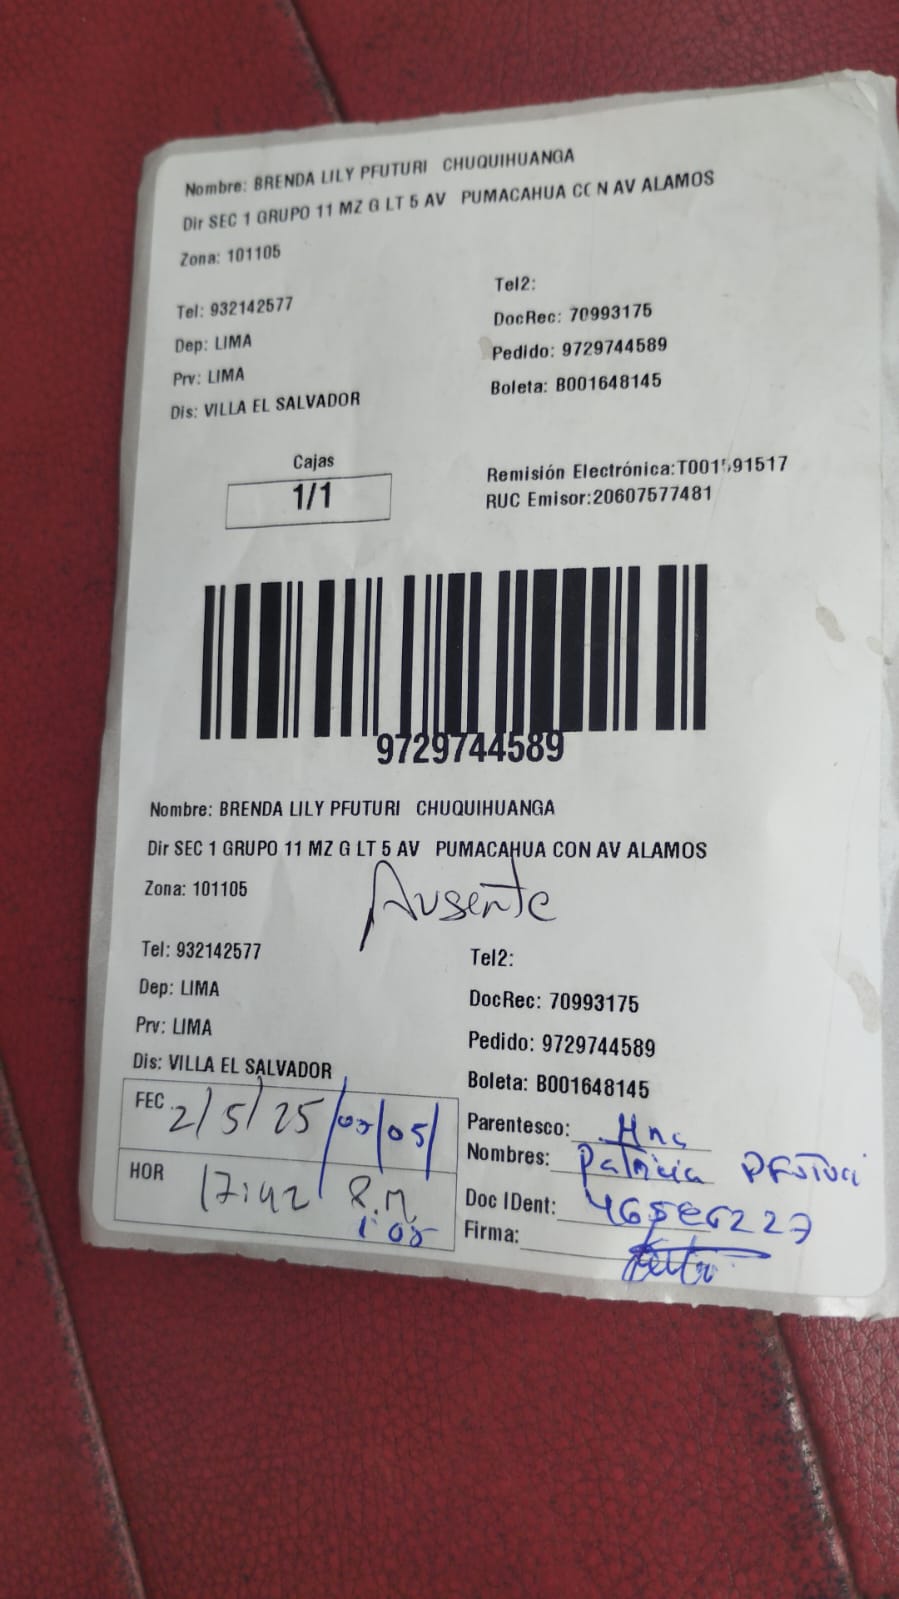 Nombre: BRENDA LILY PFUTURI CHUQUIHUANGA
Dir SEC 1 GRUPO 11 MZ G LT 5 AV PUMACAHUA CON AV ALAMOS
Zona: 101105
Tel: 932142577
Tel2:
Dep: LIMA
DocRec: 70993175
Prv: LIMA
Pedido: 9729744589
Dis: VILLA EL SALVADOR
Boleta: B001648145
Cajas
1/1
Remisión Electrónica:T001591517
RUC Emisor:20607577481
9729744589
Nombre: BRENDA LILY PFUTURI CHUQUIHUANGA
Dir SEC 1 GRUPO 11 MZ G LT 5 AV PUMACAHUA CON AV ALAMOS
Zona: 101105
Ausente
Tel: 932142577
Tel2:
Dep: LIMA
DocRec: 70993175
Prv: LIMA
Pedido: 9729744589
Dis: VILLA EL SALVADOR
Boleta: B001648145
FEC 2/5/25
Parentesco: Hna
Nombres: Patricia Pfuturi
HOR 17:42 P.M
Doc IDent:
Firma: